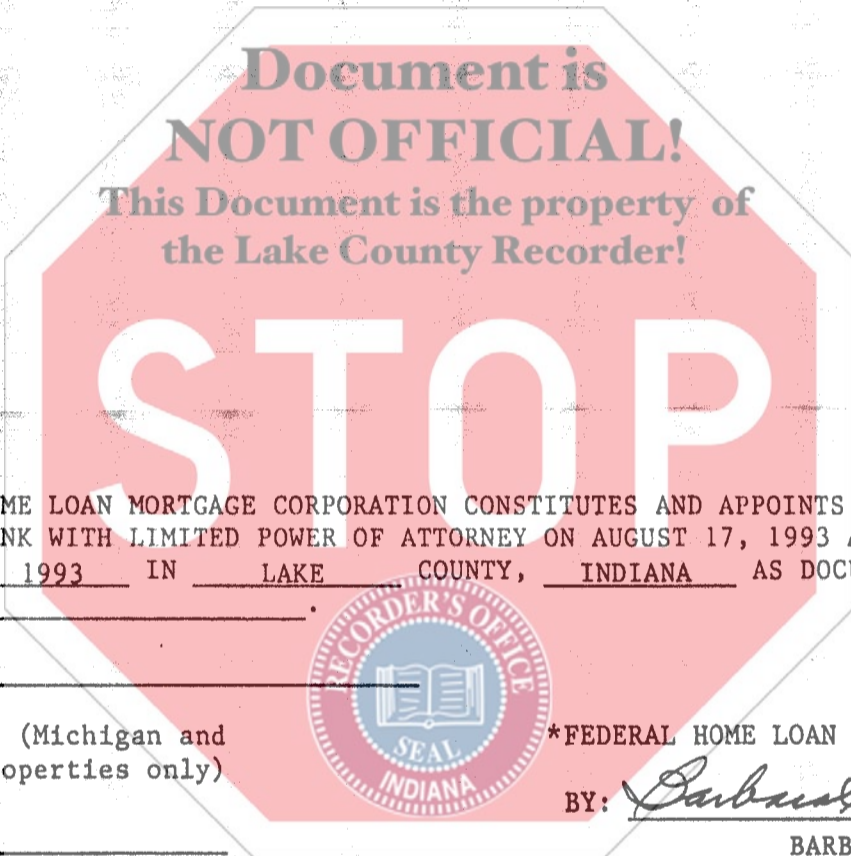 Document is
NOT OFFICIAL!
This Document is the property of
the Lake County Recorder!
STOP
ME LOAN MORTGAGE CORPORATION CONSTITUTES AND APPOINTS
NK WITH LIMITED POWER OF ATTORNEY ON AUGUST 17, 1993 A
1993 IN LAKE COUNTY, INDIANA AS DOCU
.
RECORDER'S OFFICE
SEAL
INDIANA
(Michigan and
operties only)
*FEDERAL HOME LOAN
BY: Barbara
BARB